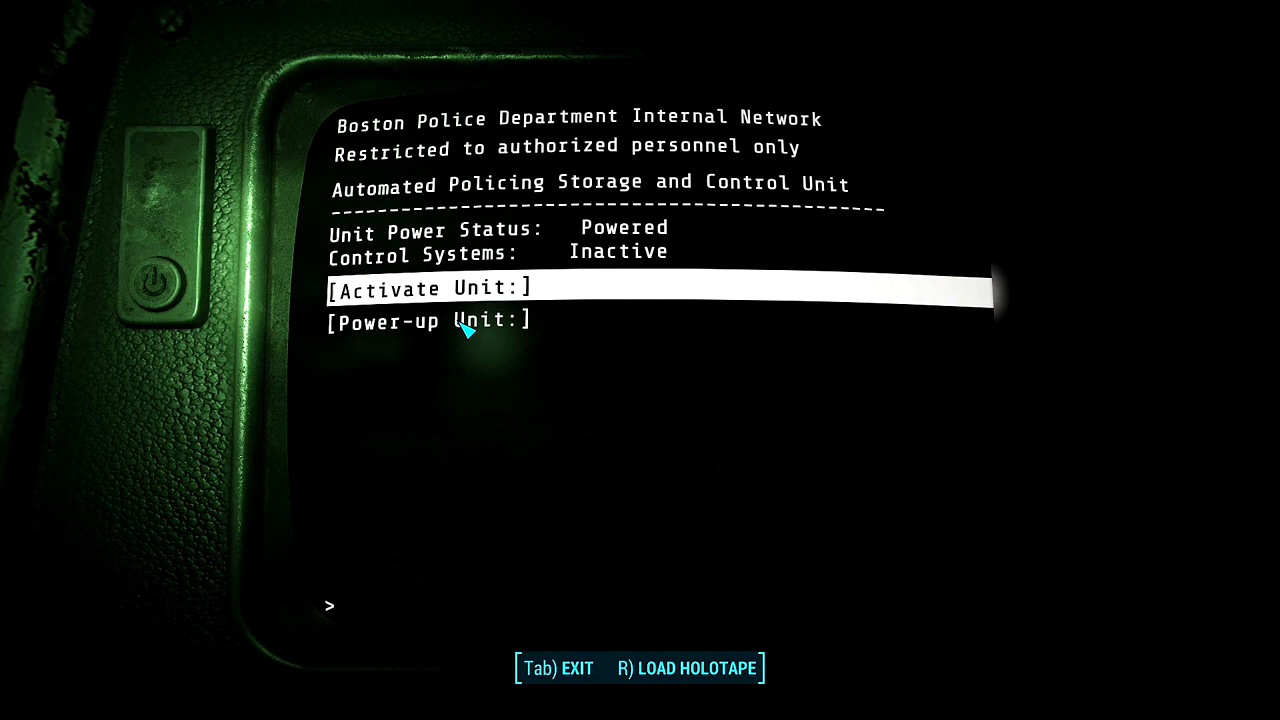 Boston Police Department Internal Network
Restricted to authorized personnel only
Automated Policing Storage and Control Unit
-----------------------------------------------
Unit Power Status: Powered
Control Systems: Inactive
[Activate Unit:]
[Power-up Unit:]
>
Tab) EXIT R) LOAD HOLOTAPE